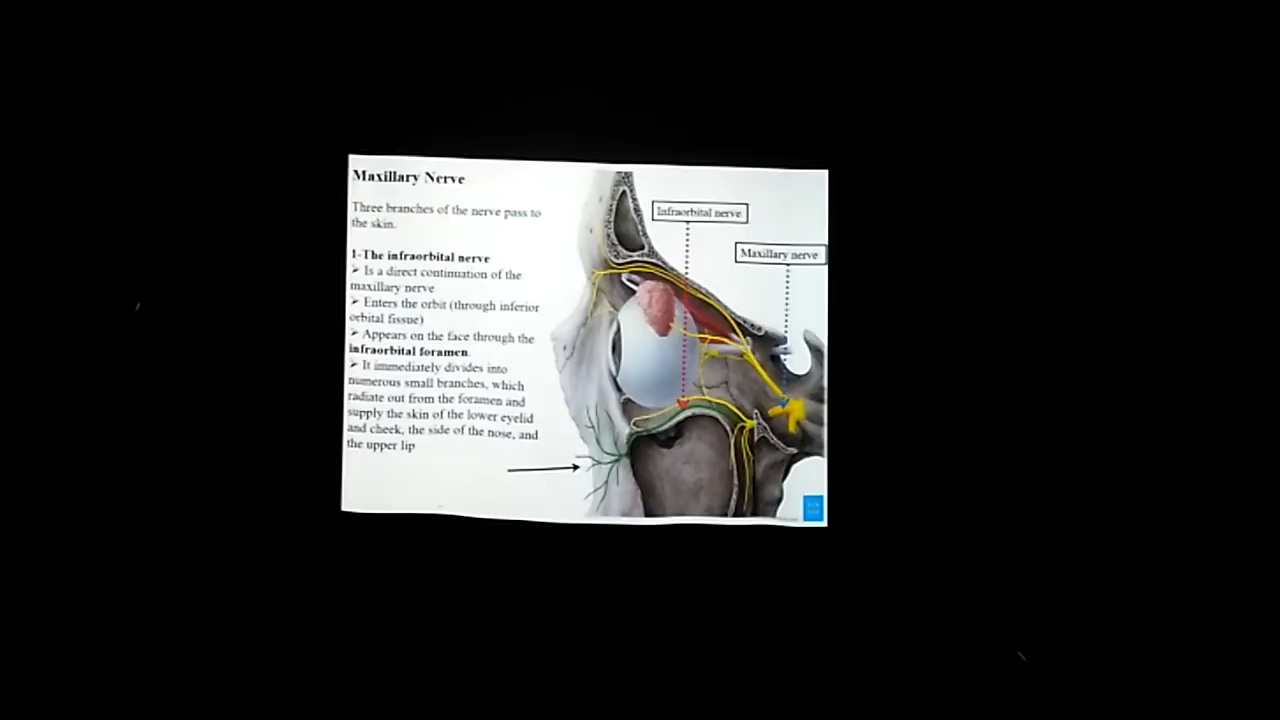 Maxillary Nerve
Three branches of the nerve pass to
the skin.
1-The infraorbital nerve
➢ Is a direct continuation of the
maxillary nerve
➢ Enters the orbit (through inferior
orbital fissue)
➢ Appears on the face through the
infraorbital foramen.
➢ It immediately divides into
numerous small branches, which
radiate out from the foramen and
supply the skin of the lower eyelid
and cheek, the side of the nose, and
the upper lip
Infraorbital nerve
Maxillary nerve